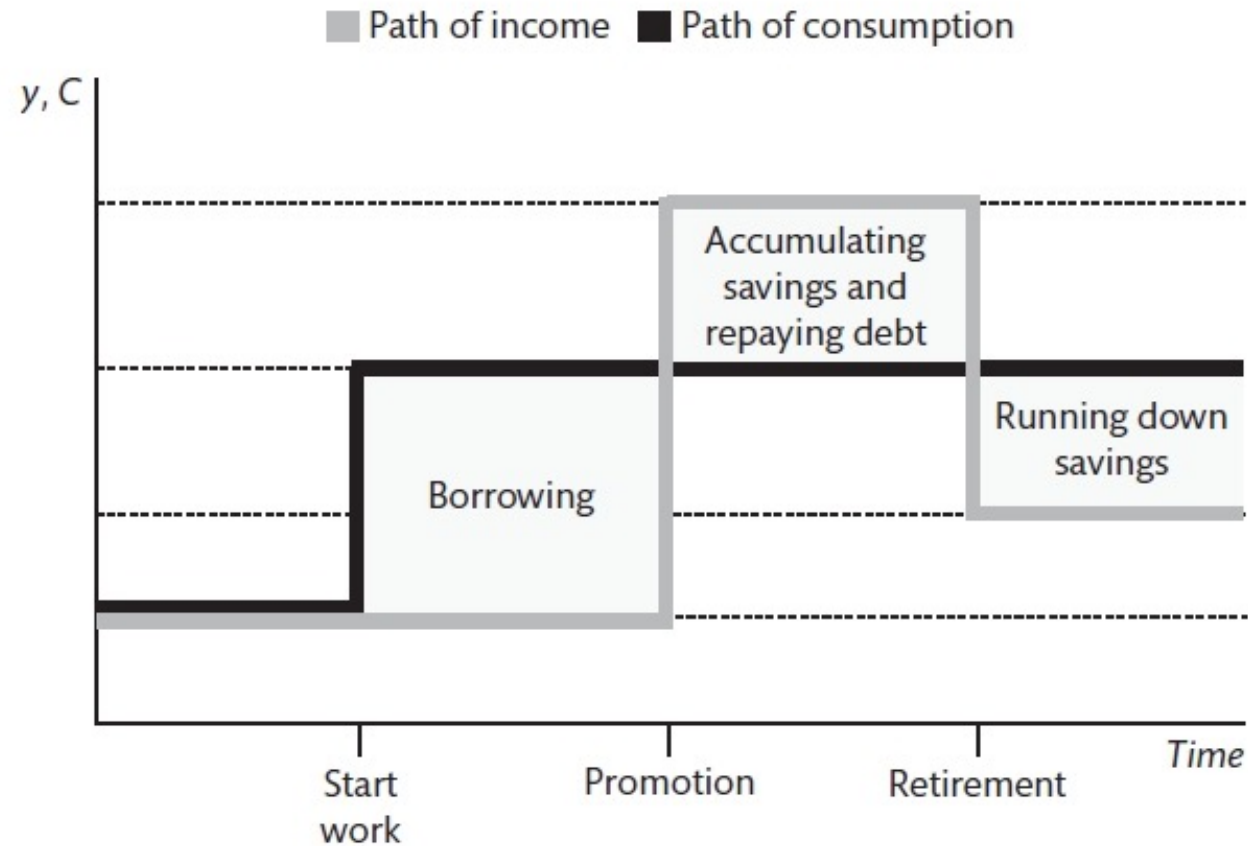 Path of income Path of consumption
y, C
Accumulating
savings and
repaying debt
Running down
savings
Borrowing
Time
Start
work
Promotion
Retirement